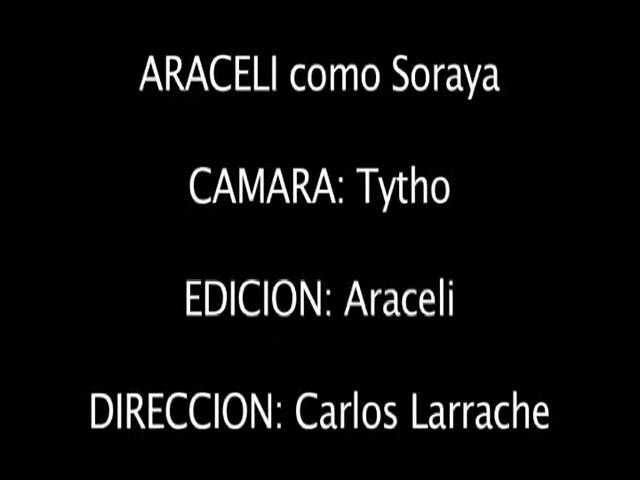 ARACELI como Soraya
CAMARA: Tytho
EDICION: Araceli
DIRECCION: Carlos Larrache